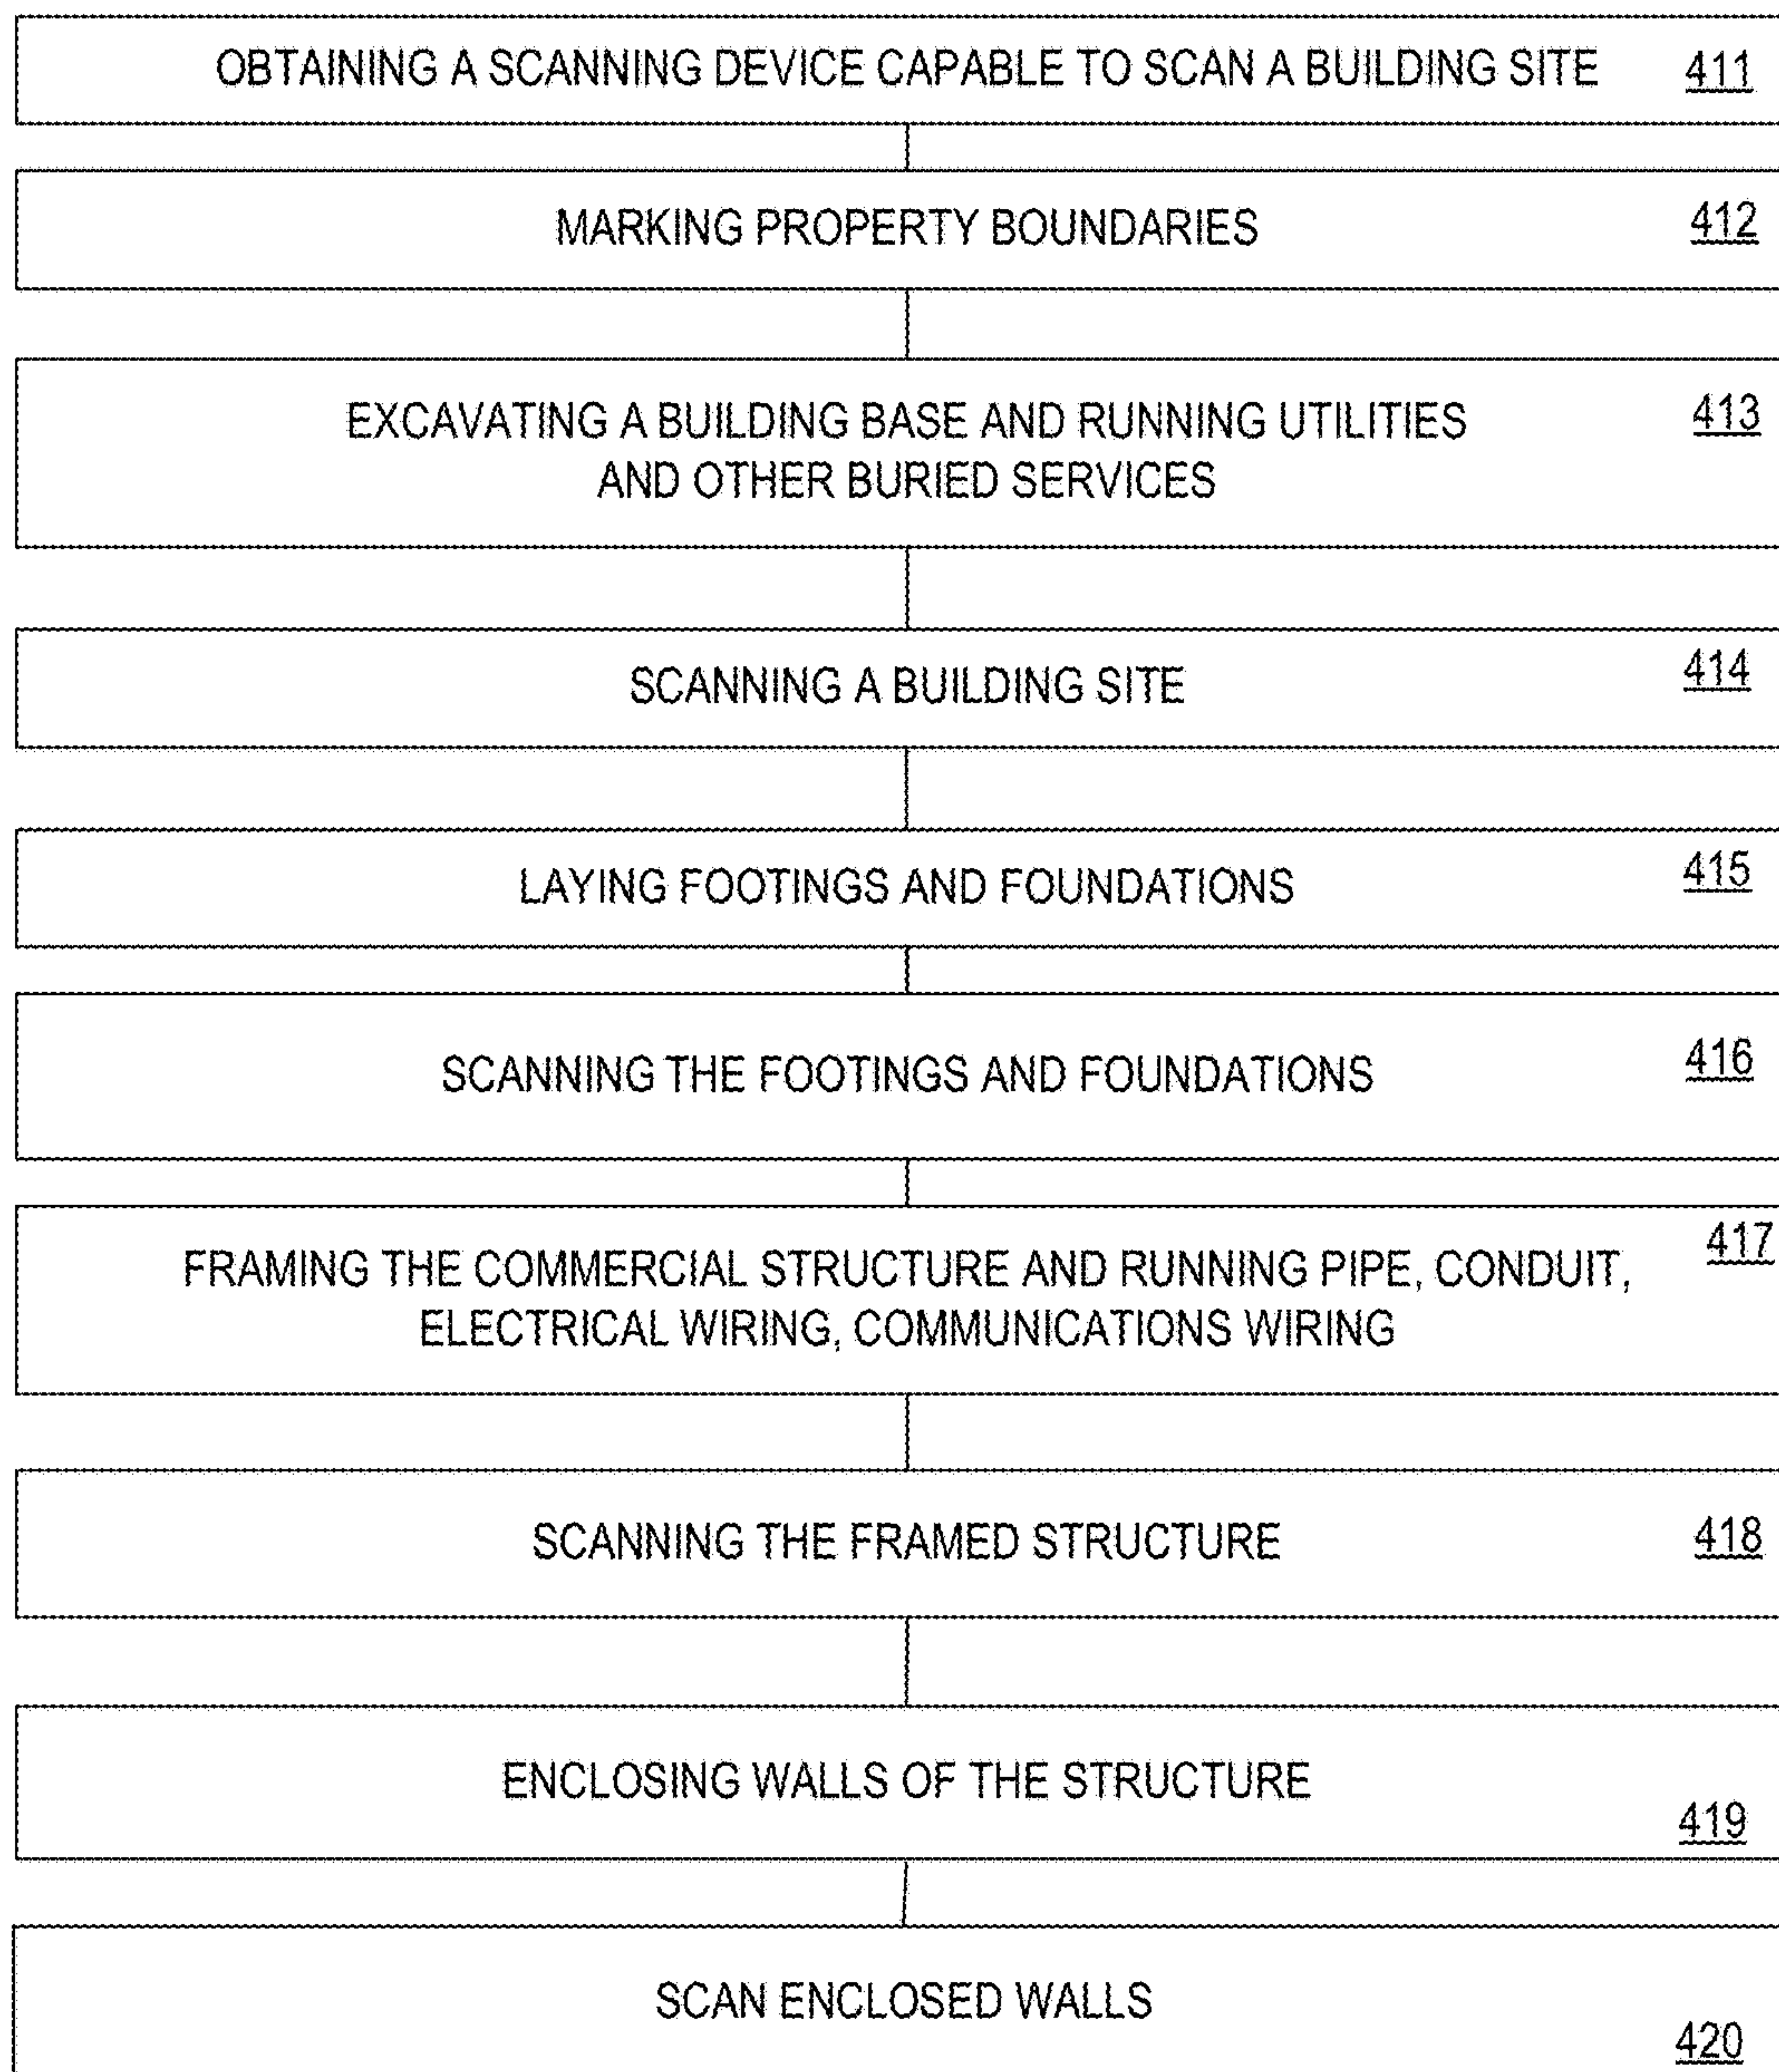 OBTAINING A SCANNING DEVICE CAPABLE TO SCAN A BUILDING SITE 411
MARKING PROPERTY BOUNDARIES 412
EXCAVATING A BUILDING BASE AND RUNNING UTILITIES 413
AND OTHER BURIED SERVICES
SCANNING A BUILDING SITE 414
LAYING FOOTINGS AND FOUNDATIONS 415
SCANNING THE FOOTINGS AND FOUNDATIONS 416
FRAMING THE COMMERCIAL STRUCTURE AND RUNNING PIPE, CONDUIT, 417
ELECTRICAL WIRING, COMMUNICATIONS WIRING
SCANNING THE FRAMED STRUCTURE 418
ENCLOSING WALLS OF THE STRUCTURE
419
SCAN ENCLOSED WALLS
420